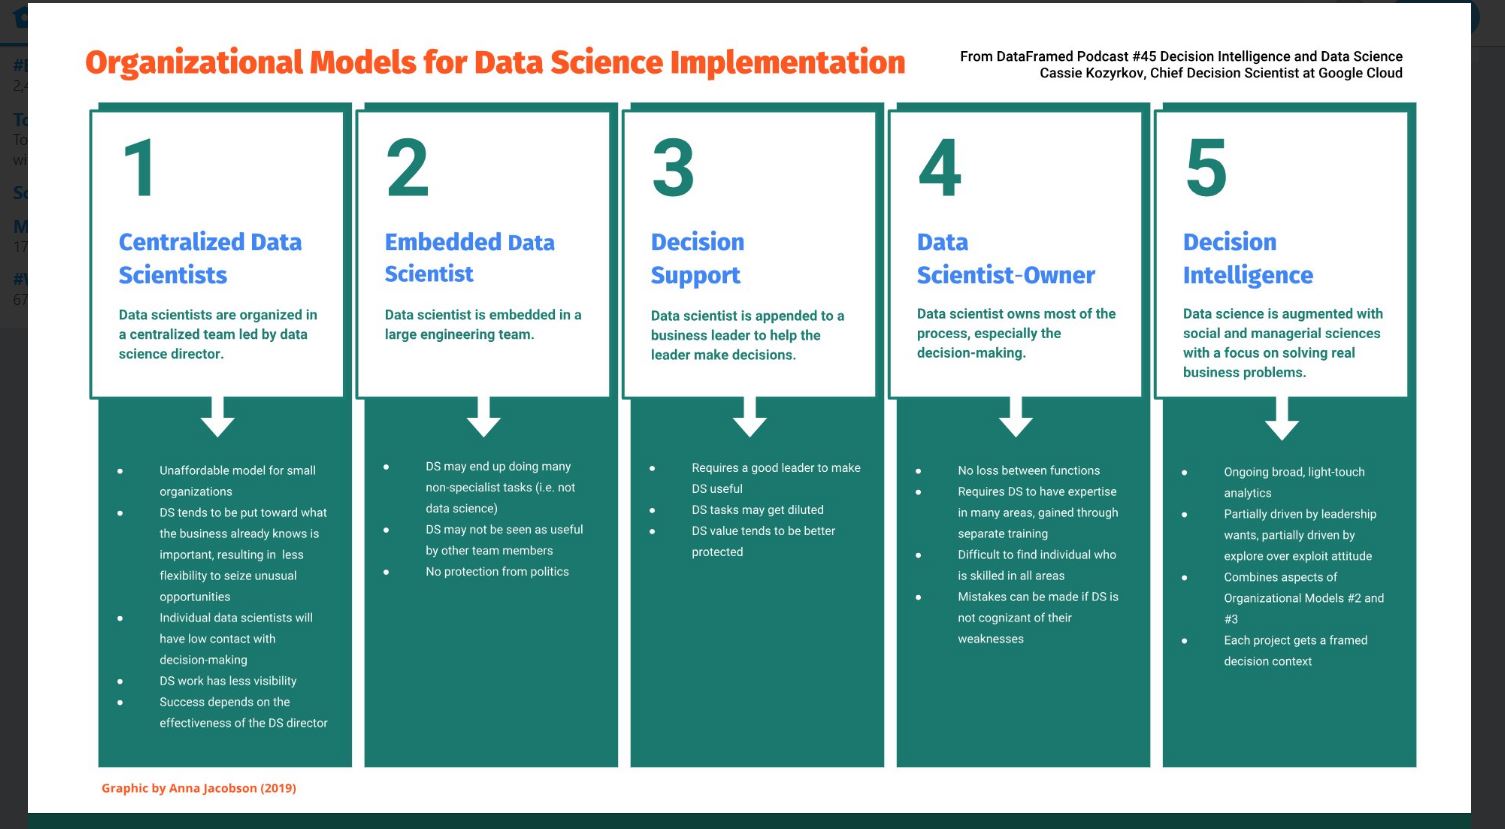 Organizational Models for Data Science Implementation
From DataFramed Podcast #45 Decision Intelligence and Data Science
Cassie Kozyrkov, Chief Decision Scientist at Google Cloud
1
Centralized Data
Scientists
Data scientists are organized in
a centralized team led by data
science director.
● Unaffordable model for small
organizations
● DS tends to be put toward what
the business already knows is
important, resulting in less
flexibility to seize unusual
opportunities
● Individual data scientists will
have low contact with
decision-making
● DS work has less visibility
● Success depends on the
effectiveness of the DS director
2
Embedded Data
Scientist
Data scientist is embedded in a
large engineering team.
● DS may end up doing many
non-specialist tasks (i.e. not
data science)
● DS may not be seen as useful
by other team members
● No protection from politics
3
Decision
Support
Data scientist is appended to a
business leader to help the
leader make decisions.
● Requires a good leader to make
DS useful
● DS tasks may get diluted
● DS value tends to be better
protected
4
Data
Scientist-Owner
Data scientist owns most of the
process, especially the
decision-making.
● No loss between functions
● Requires DS to have expertise
in many areas, gained through
separate training
● Difficult to find individual who
is skilled in all areas
● Mistakes can be made if DS is
not cognizant of their
weaknesses
5
Decision
Intelligence
Data science is augmented with
social and managerial sciences
with a focus on solving real
business problems.
● Ongoing broad, light-touch
analytics
● Partially driven by leadership
wants, partially driven by
explore over exploit attitude
● Combines aspects of
Organizational Models #2 and
#3
● Each project gets a framed
decision context
Graphic by Anna Jacobson (2019)